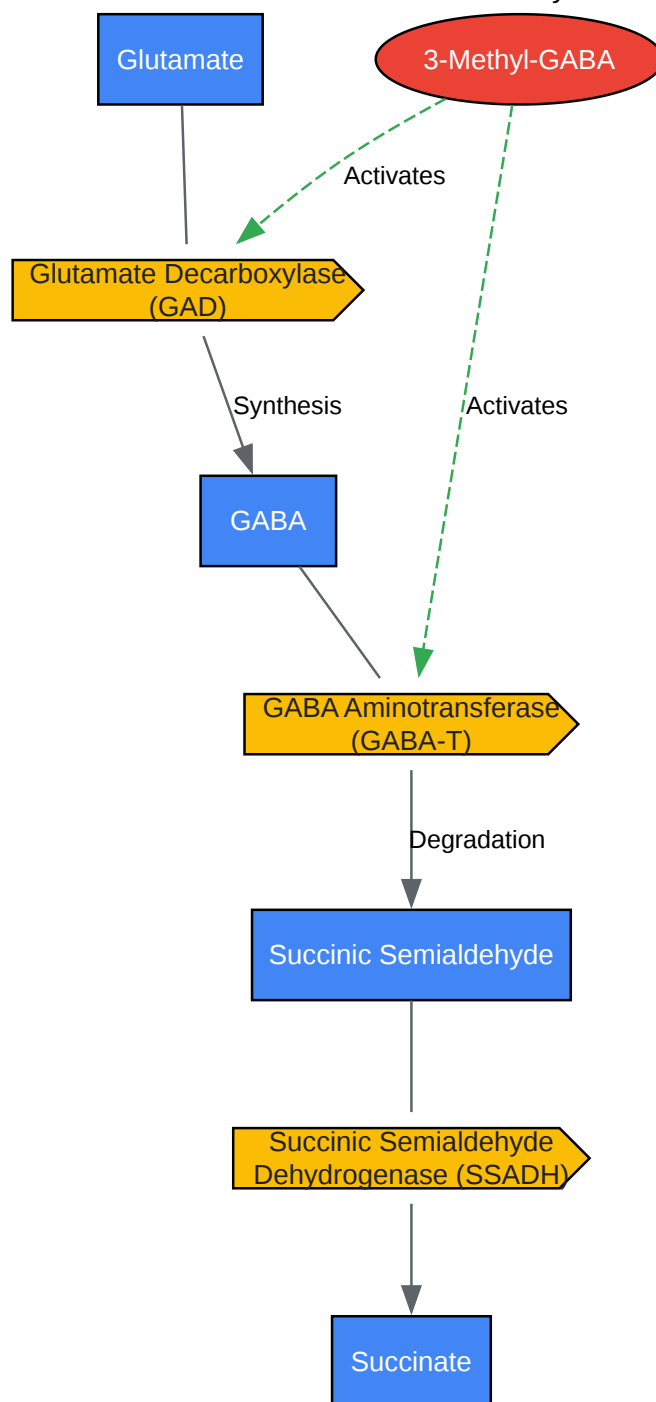 Glutamate
3-Methyl-GABA
Activates
Glutamate Decarboxylase
(GAD)
Synthesis
Activates
GABA
GABA Aminotransferase
(GABA-T)
Degradation
Succinic Semialdehyde
Succinic Semialdehyde
Dehydrogenase (SSADH)
Succinate